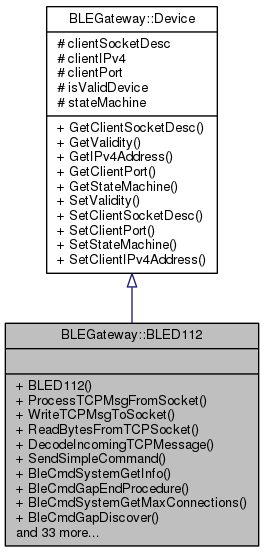 BLEGateway::Device
# clientSocketDesc
# clientIPv4
# clientPort
# isValidDevice
# stateMachine
+ GetClientSocketDesc()
+ GetValidity()
+ GetIPv4Address()
+ GetClientPort()
+ GetStateMachine()
+ SetValidity()
+ SetClientSocketDesc()
+ SetClientPort()
+ SetStateMachine()
+ SetClientIPv4Address()
BLEGateway::BLED112
+ BLED112()
+ ProcessTCPMsgFromSocket()
+ WriteTCPMsgToSocket()
+ ReadBytesFromTCPSocket()
+ DecodeIncomingTCPMessage()
+ SendSimpleCommand()
+ BleCmdSystemGetInfo()
+ BleCmdGapEndProcedure()
+ BleCmdSystemGetMaxConnections()
+ BleCmdGapDiscover()
and 33 more...